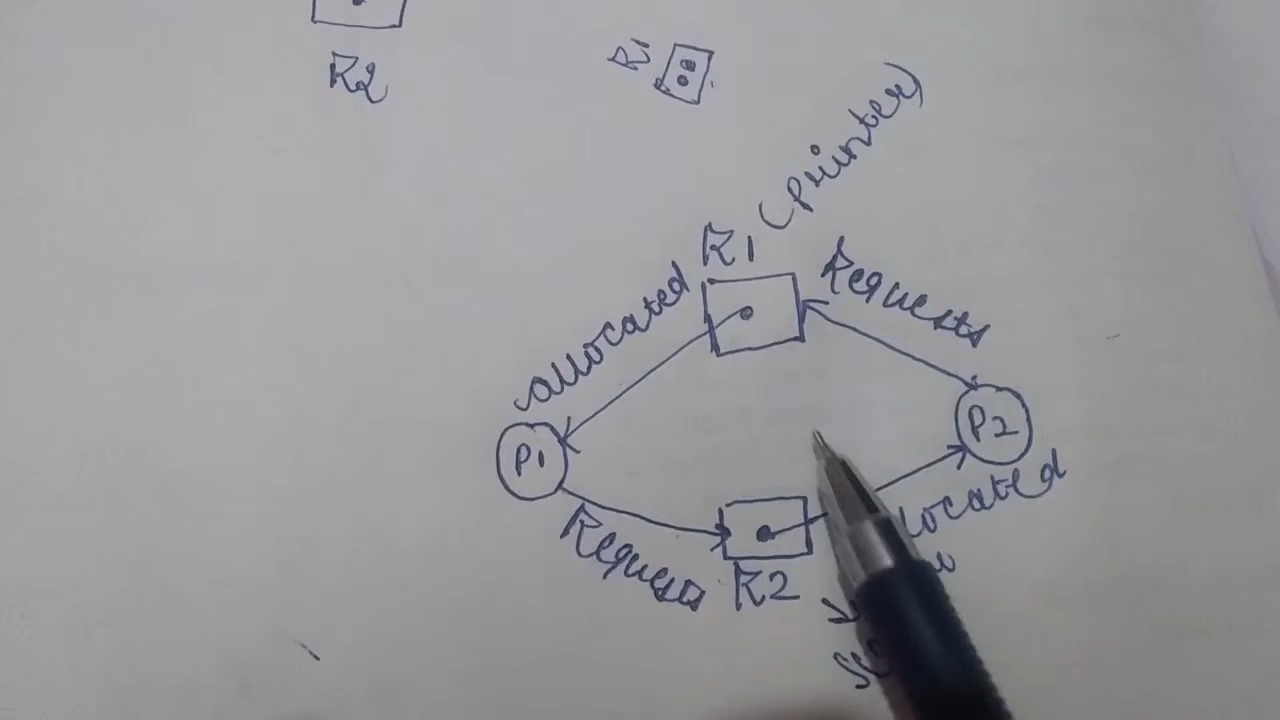 R2
R1
R1 (Printer)
allocated
Requests
P1
P2
Requests
R2